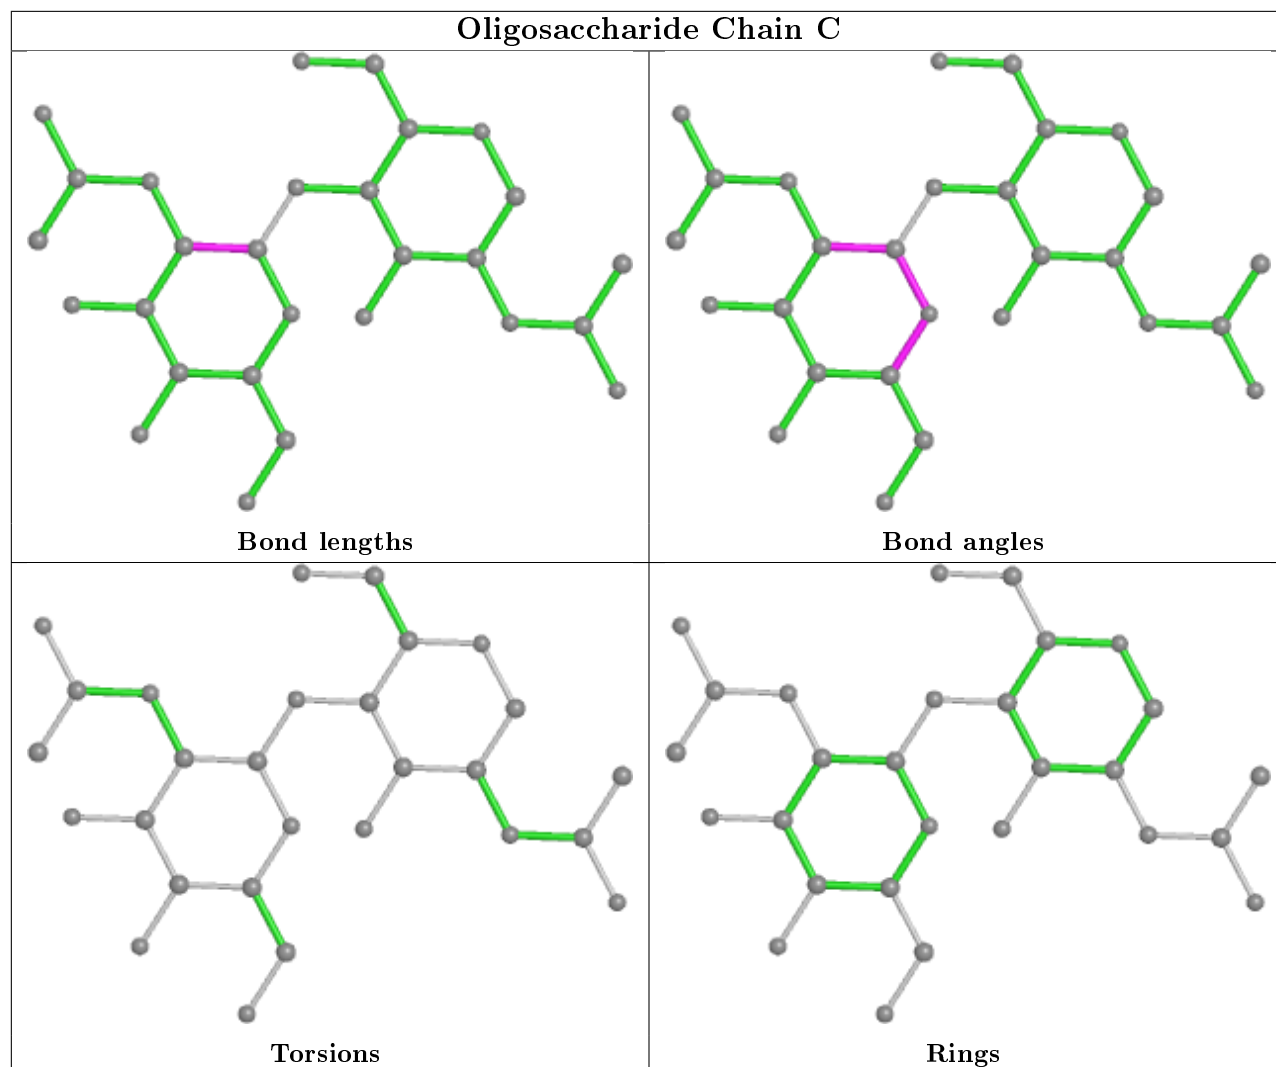 Oligosaccharide Chain C
Bond lengths
Bond angles
Torsions
Rings